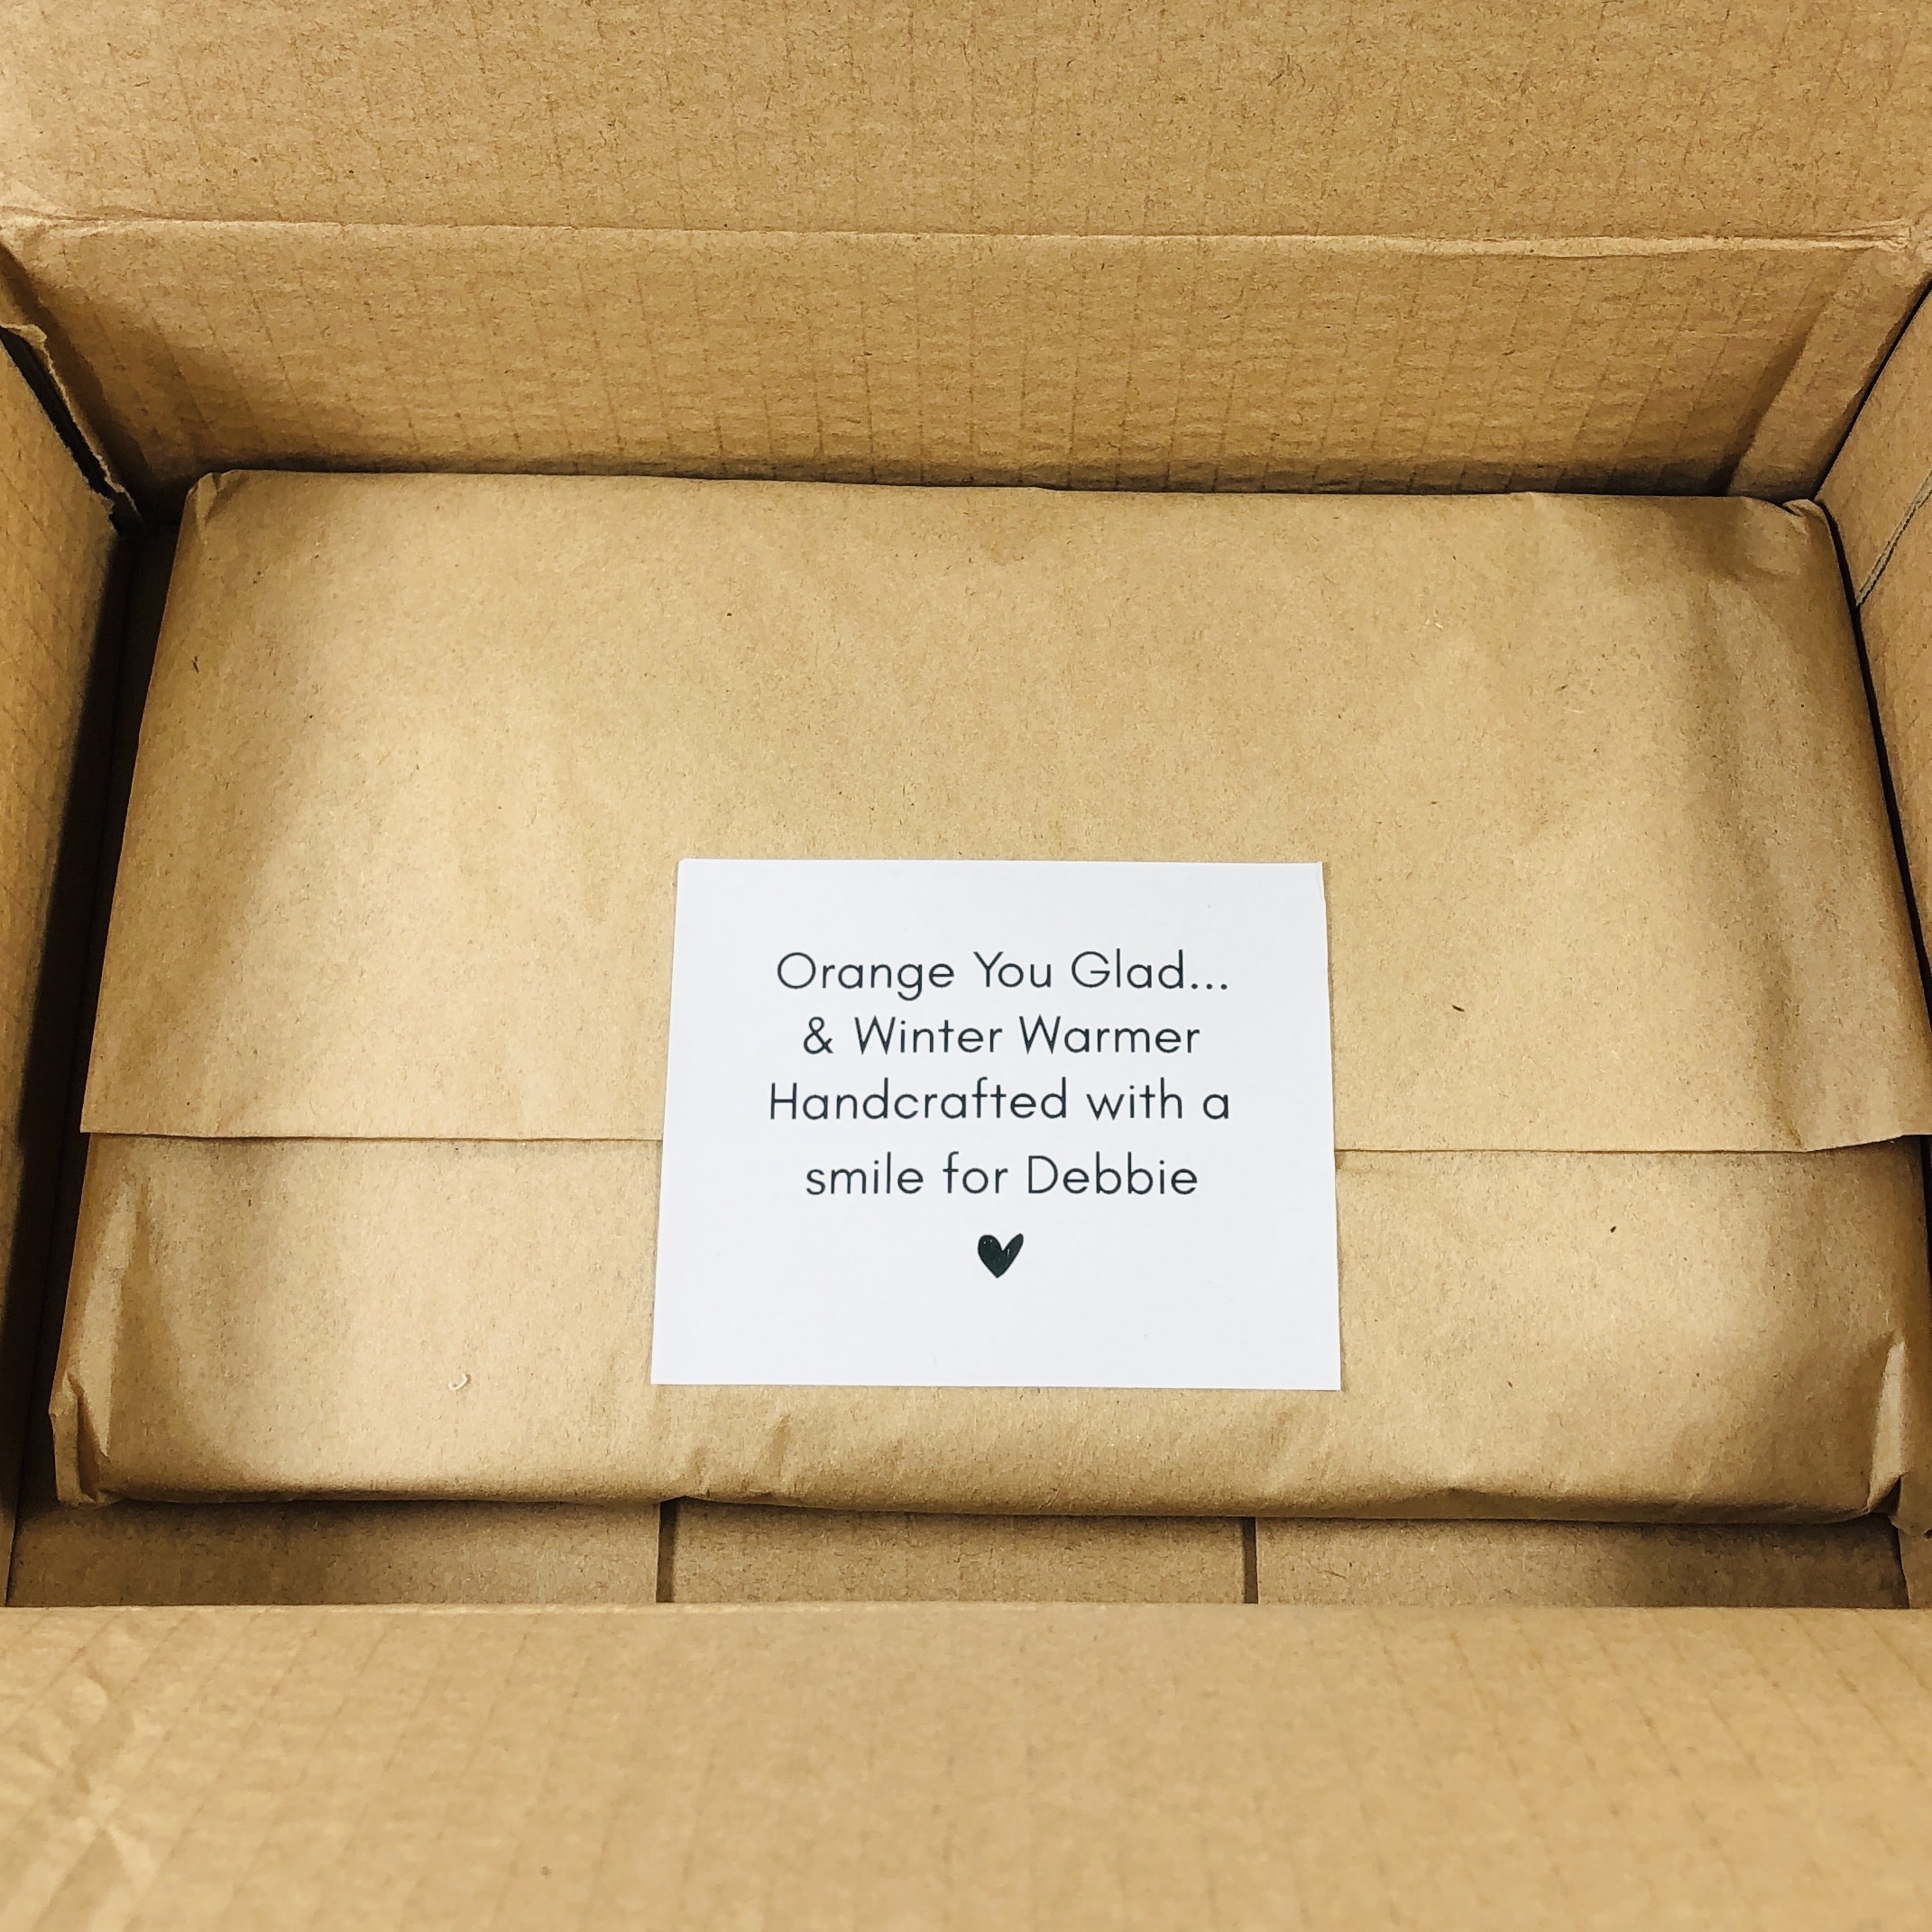 Orange You Glad...
& Winter Warmer
Handcrafted with a
smile for Debbie